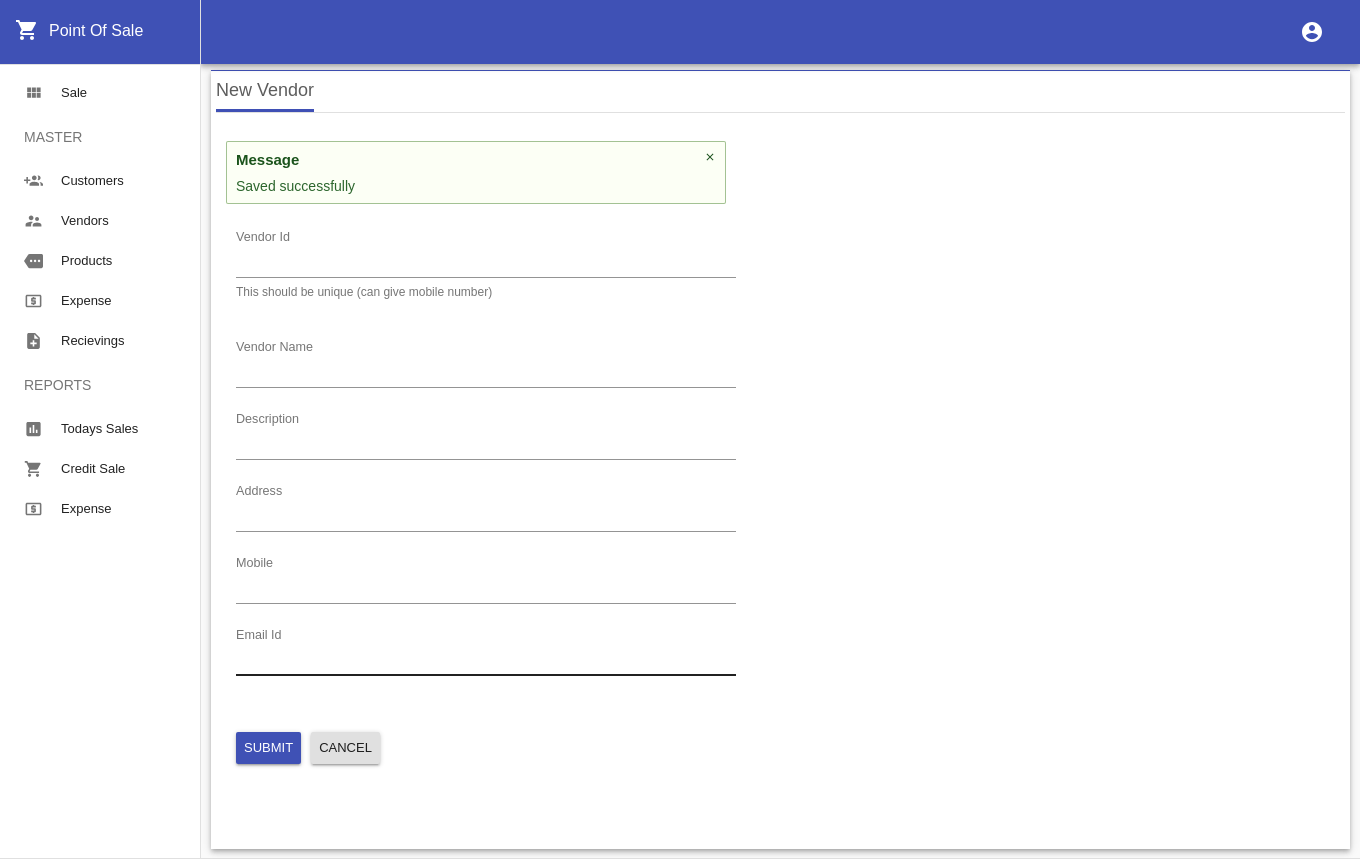 Point Of Sale
Sale
MASTER
Customers
Vendors
Products
Expense
Recievings
REPORTS
Todays Sales
Credit Sale
Expense
New Vendor
Message
×
Saved successfully
Vendor Id
This should be unique (can give mobile number)
Vendor Name
Description
Address
Mobile
Email Id
SUBMIT CANCEL